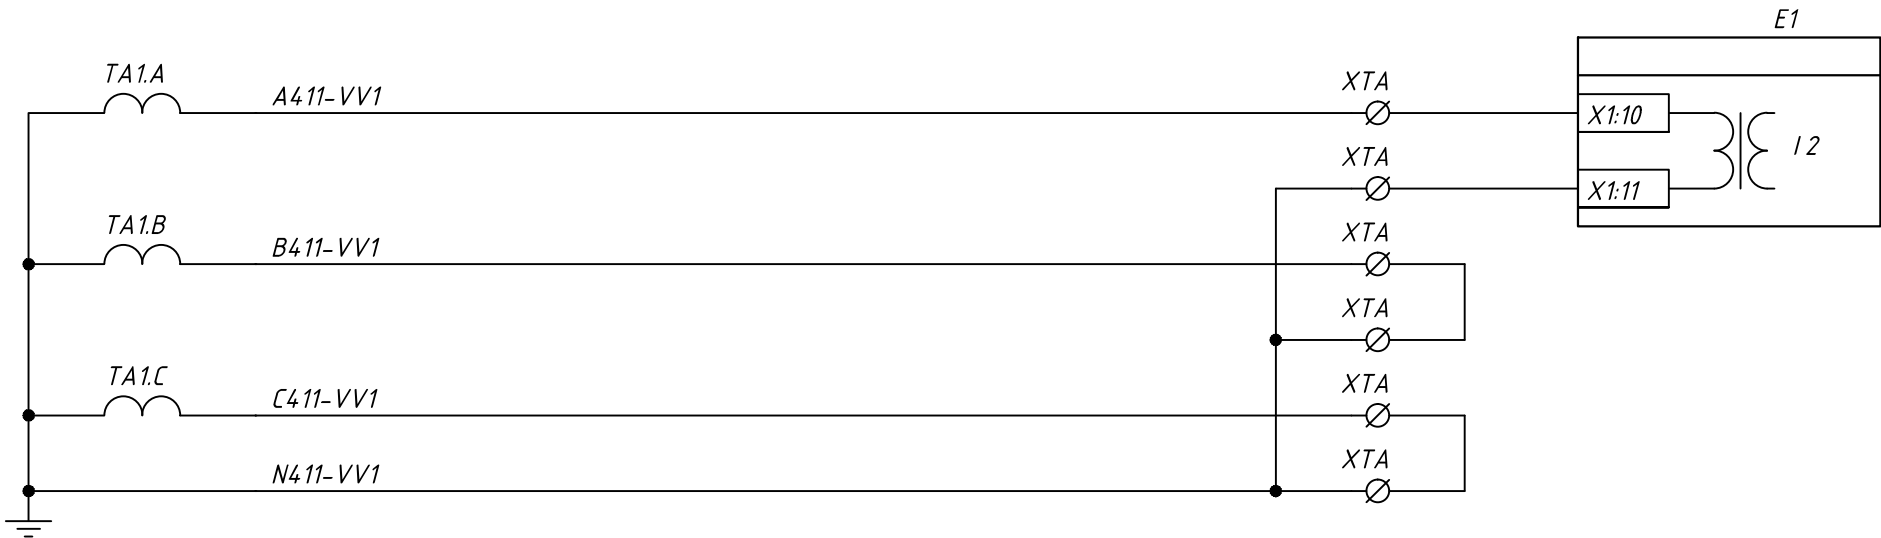 E1
TA1.A
A411-VV1
XTA
X1:10
XTA
I 2
X1:11
TA1.B
B411-VV1
XTA
XTA
TA1.C
C411-VV1
XTA
N411-VV1
XTA